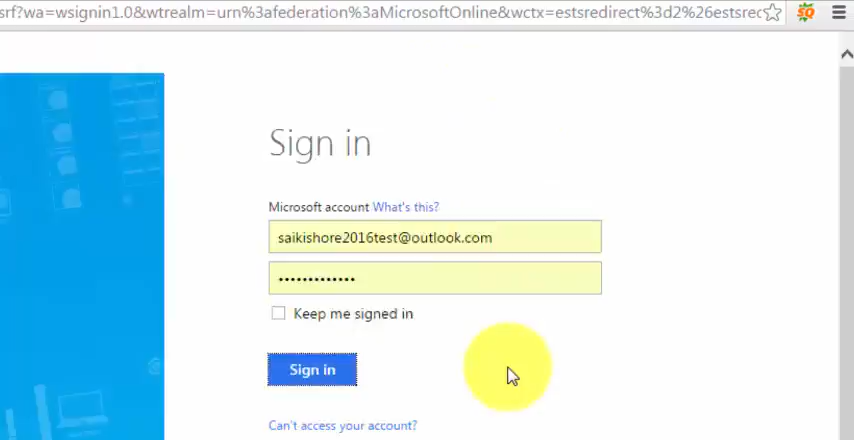 srf?wa=wsignin1.0&wtrealm=urn%3afederation%3aMicrosoftOnline&wctx=estsredirect%3d2%26estsrec
Sign in
Microsoft account What's this?
saikishore2016test@outlook.com
•••••••••••••
Keep me signed in
Sign in
Can't access your account?